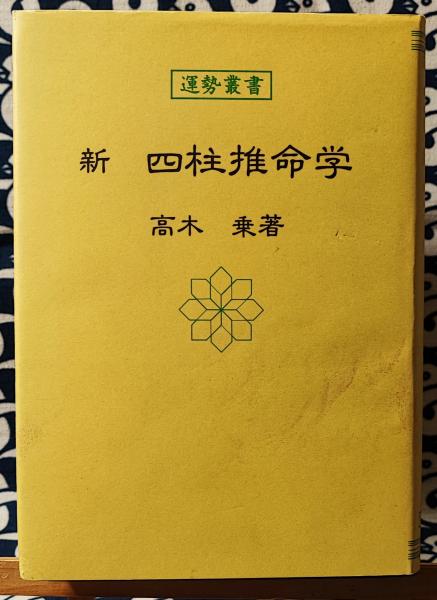 運勢叢書
新 四柱推命学
高木 乗著